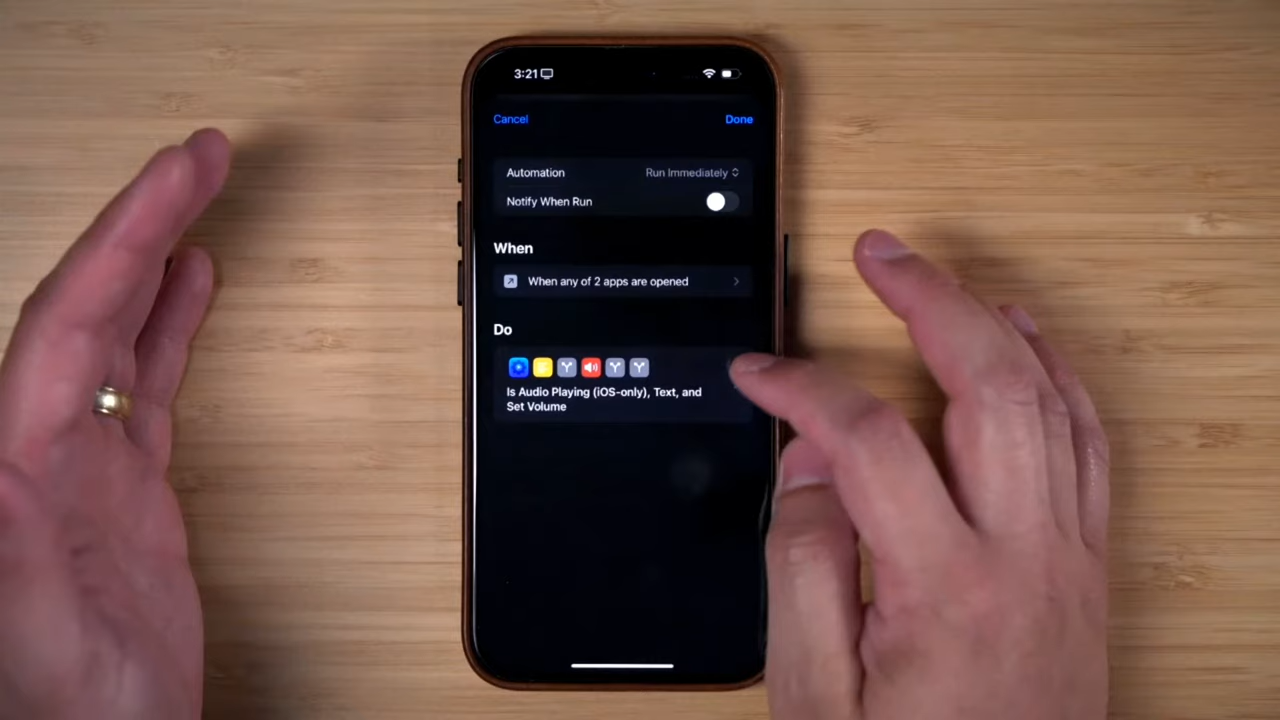 3:21
Cancel
Done
Automation
Run Immediately
Notify When Run
When
When any of 2 apps are opened
Do
Is Audio Playing (iOS-only), Text, and
Set Volume